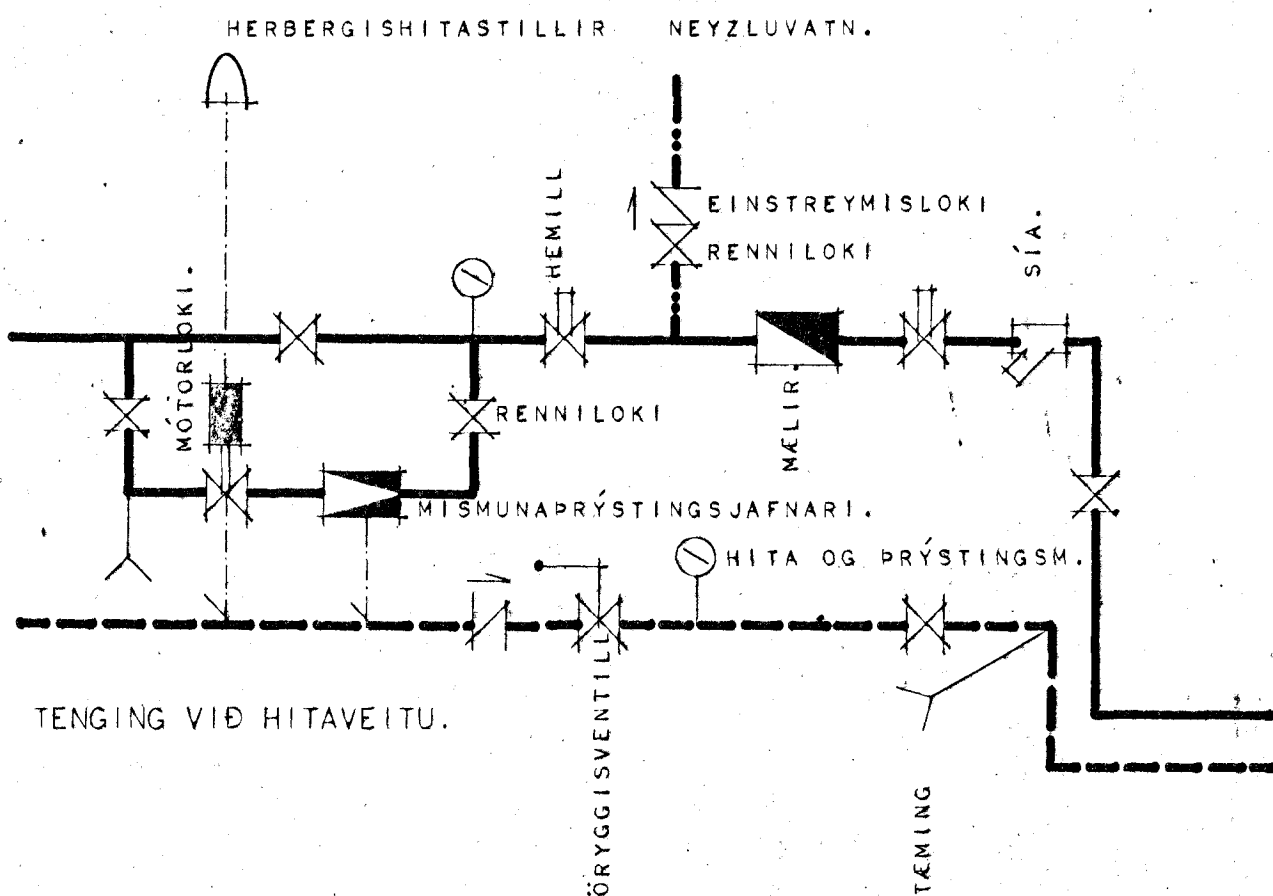 HERBERGISHITASTILLIR
NEYZLUVATN.
HEMILL
EINSTREYMISLOKI
RENNILOKI
SÍA.
MÓTORLOKI.
RENNILOKI
MÆLIR.
MISMUNAÞRÝSTINGSJAFNARI.
HITA OG ÞRÝSTINGSM.
TENGING VIÐ HITAVEITU.
ÖRYGGISVENTILL
TÆMING